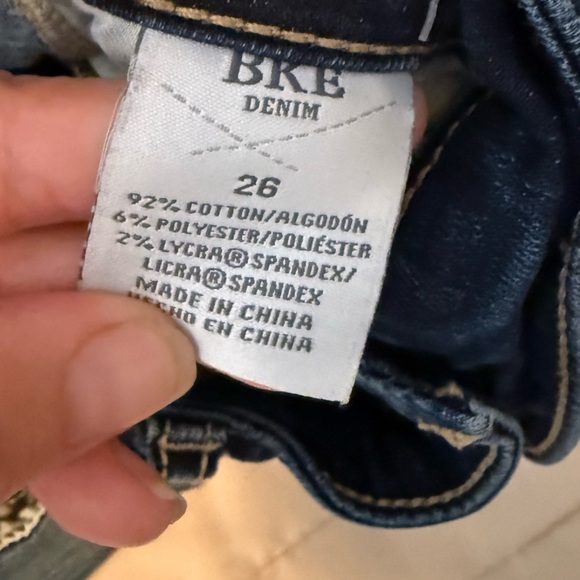 BKE
DENIM
26
92% COTTON/ALGODÓN
6% POLYESTER/POLIÉSTER
2% LYCRA® SPANDEX/
LICRA® SPANDEX
MADE IN CHINA
HECHO EN CHINA